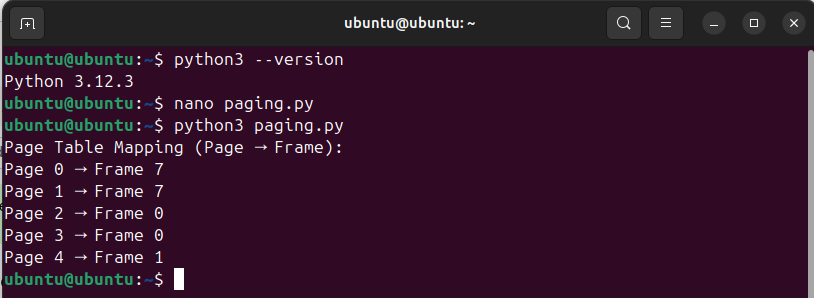 ubuntu@ubuntu: ~
ubuntu@ubuntu:~$ python3 --version
Python 3.12.3
ubuntu@ubuntu:~$ nano paging.py
ubuntu@ubuntu:~$ python3 paging.py
Page Table Mapping (Page → Frame):
Page 0 → Frame 7
Page 1 → Frame 7
Page 2 → Frame 0
Page 3 → Frame 0
Page 4 → Frame 1
ubuntu@ubuntu:~$